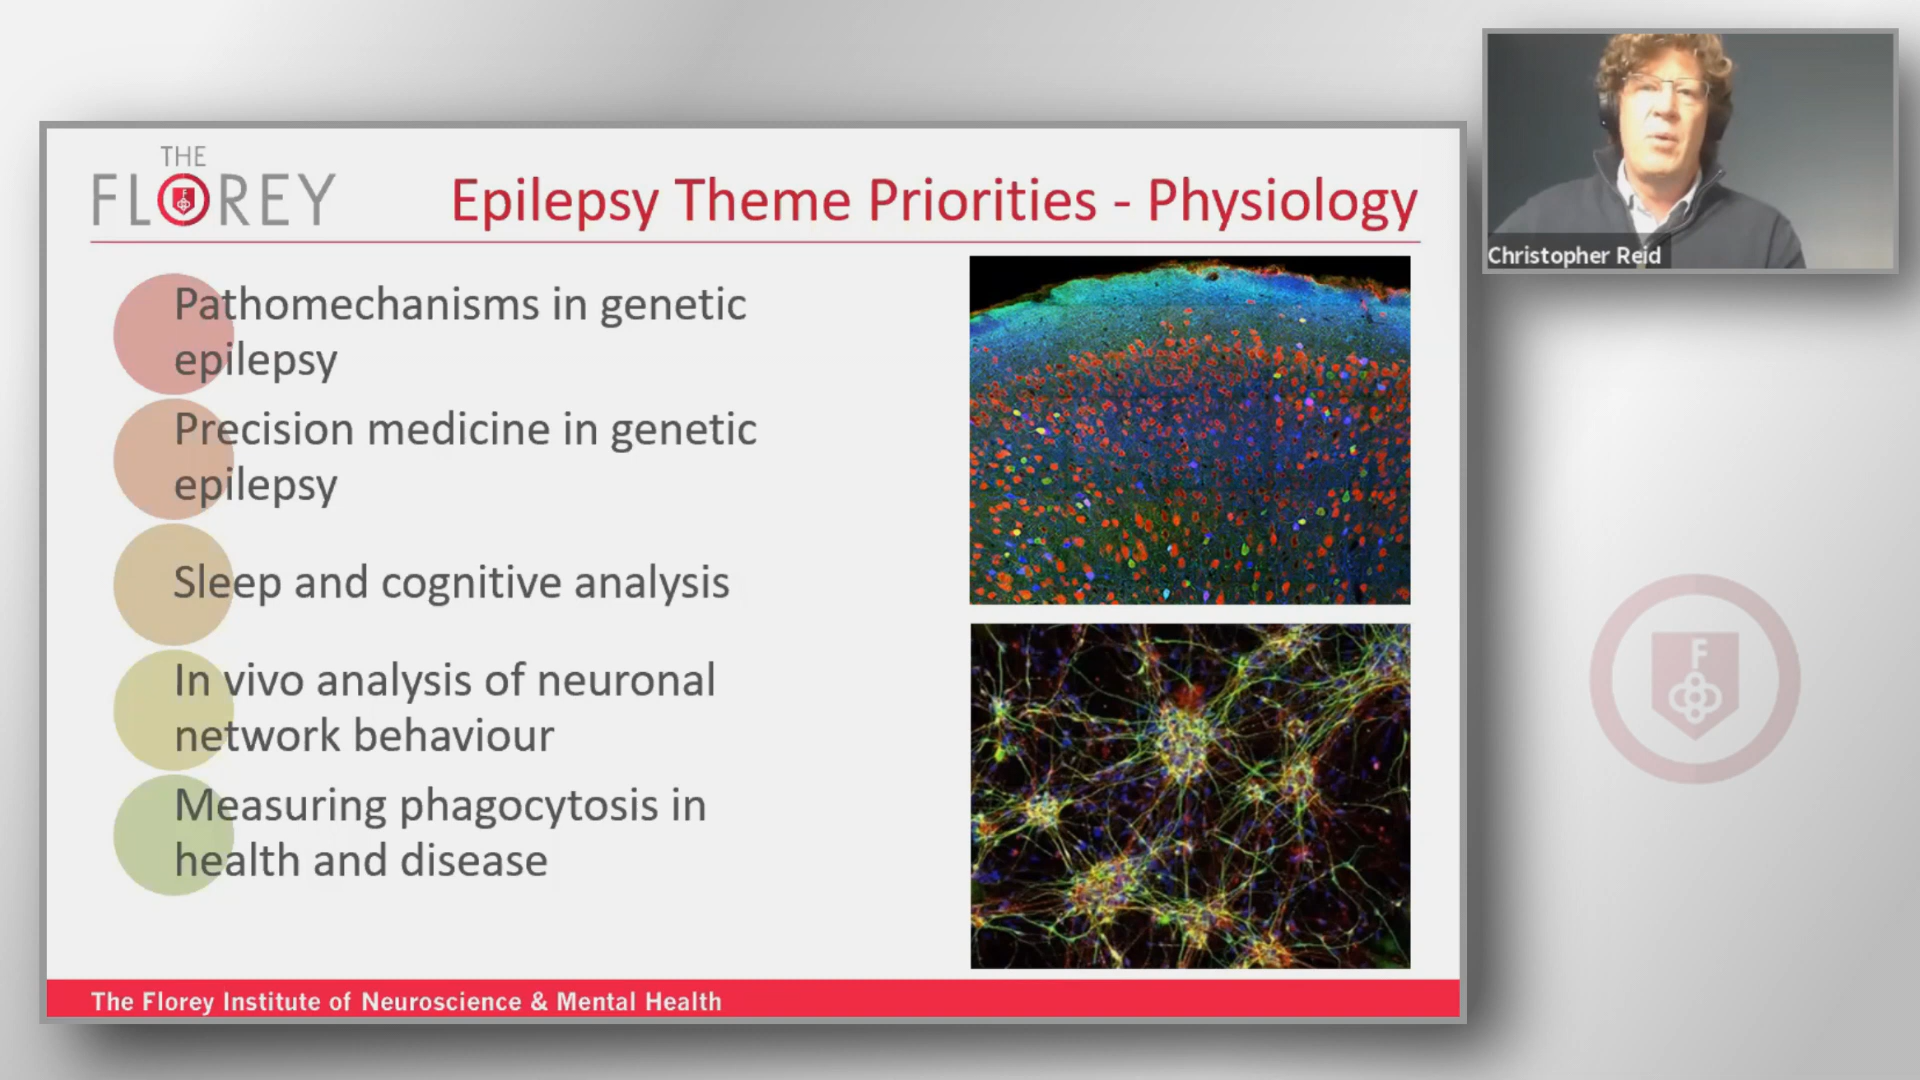 THE
FLOREY
Epilepsy Theme Priorities - Physiology
Pathomechanisms in genetic
epilepsy
Precision medicine in genetic
epilepsy
Sleep and cognitive analysis
In vivo analysis of neuronal
network behaviour
Measuring phagocytosis in
health and disease
The Florey Institute of Neuroscience & Mental Health
Christopher Reid
F